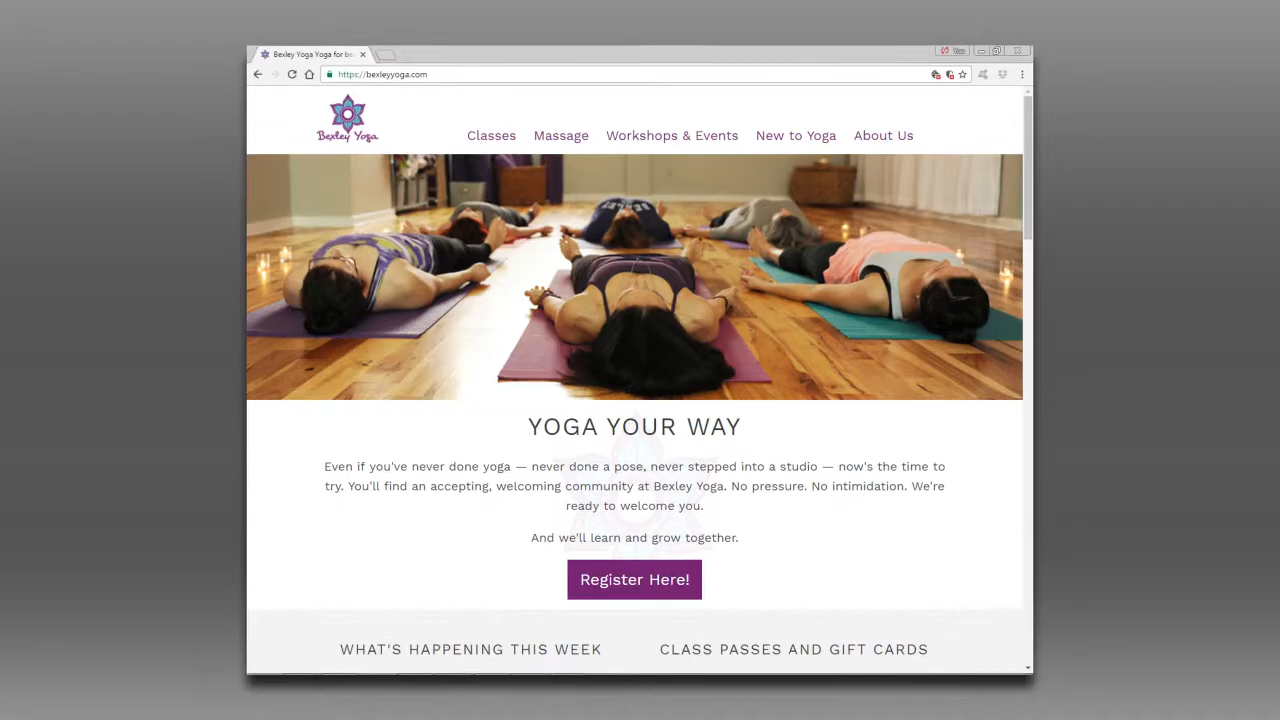 Bexley Yoga Yoga for be
You
https://bexleyyoga.com
Bexley Yoga
Classes Massage Workshops & Events New to Yoga About Us
YOGA YOUR WAY
Even if you've never done yoga — never done a pose, never stepped into a studio — now's the time to
try. You'll find an accepting, welcoming community at Bexley Yoga. No pressure. No intimidation. We're
ready to welcome you.
And we'll learn and grow together.
Register Here!
WHAT'S HAPPENING THIS WEEK CLASS PASSES AND GIFT CARDS